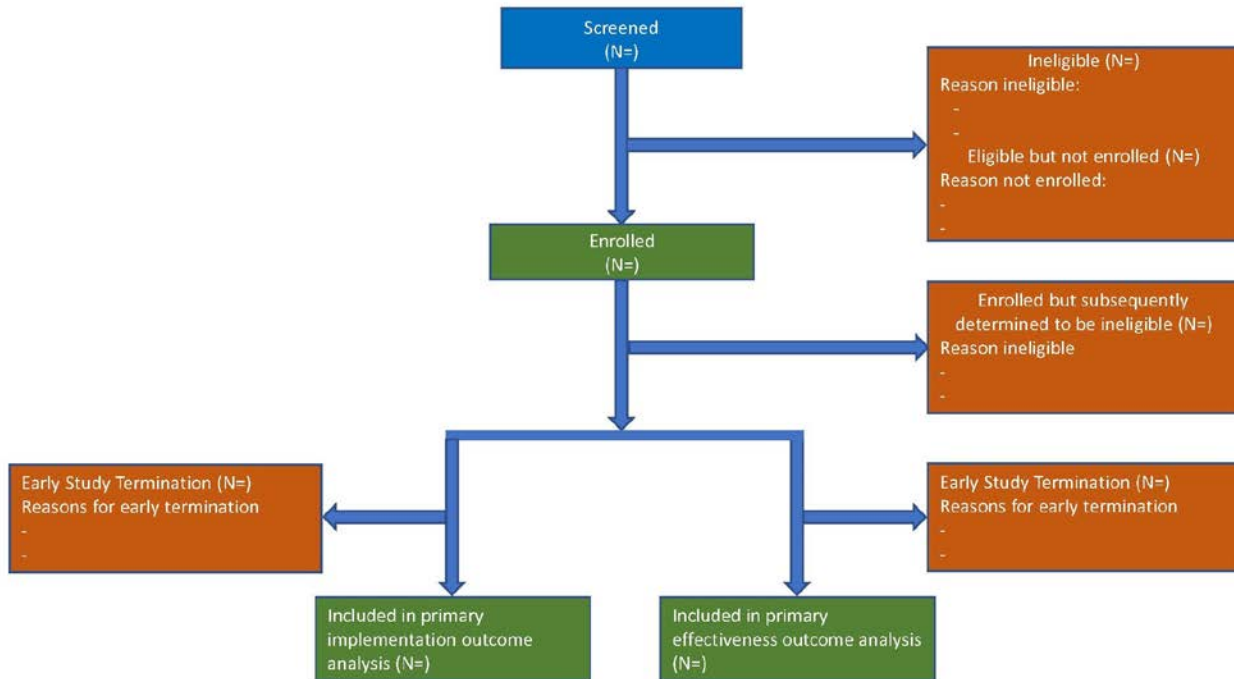 Screened
(N=)
Ineligible (N=)
Reason ineligible:
-
-
Eligible but not enrolled (N=)
Reason not enrolled:
-
-
Enrolled
(N=)
Enrolled but subsequently
determined to be ineligible (N=)
Reason ineligible
-
-
Early Study Termination (N=)
Reasons for early termination
-
-
Early Study Termination (N=)
Reasons for early termination
-
-
Included in primary
implementation outcome
analysis (N=)
Included in primary
effectiveness outcome analysis
(N=)